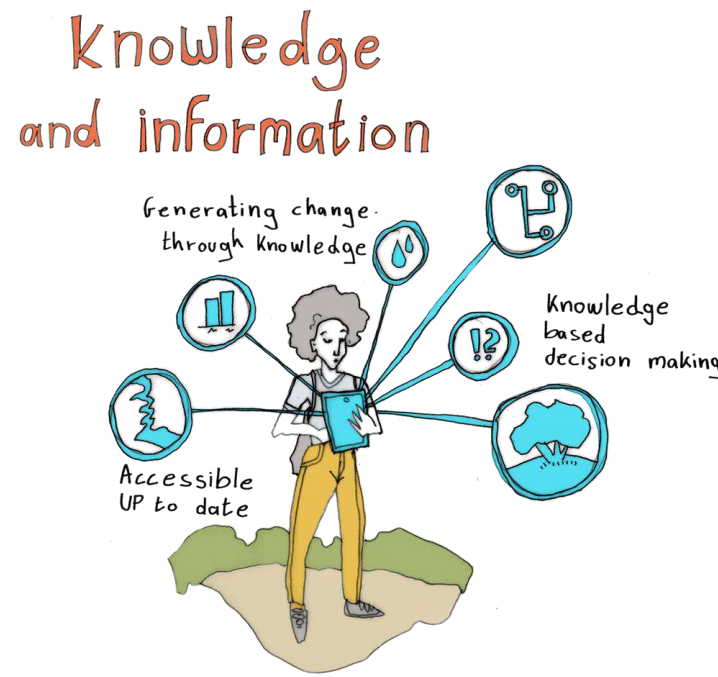 Knowledge
and information
Generating change
through Knowledge
!?
Knowledge
based
decision making
Accessible
UP to date